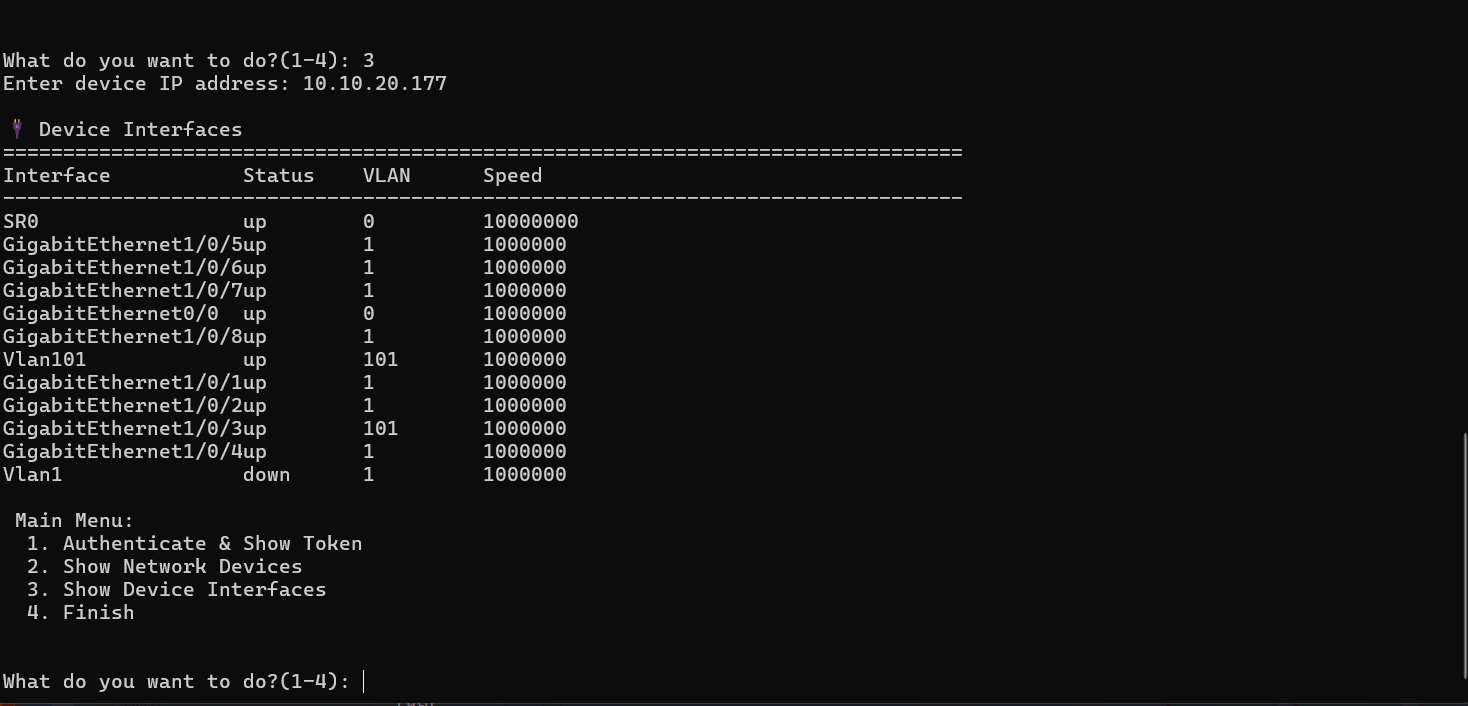 What do you want to do?(1-4): 3
Enter device IP address: 10.10.20.177
Device Interfaces
================================================================================
Interface           Status    VLAN      Speed
--------------------------------------------------------------------------------
SR0                 up        0         10000000
GigabitEthernet1/0/5up        1         1000000
GigabitEthernet1/0/6up        1         1000000
GigabitEthernet1/0/7up        1         1000000
GigabitEthernet0/0  up        0         1000000
GigabitEthernet1/0/8up        1         1000000
Vlan101             up        101       1000000
GigabitEthernet1/0/1up        1         1000000
GigabitEthernet1/0/2up        1         1000000
GigabitEthernet1/0/3up        101       1000000
GigabitEthernet1/0/4up        1         1000000
Vlan1               down      1         1000000
Main Menu:
1. Authenticate & Show Token
2. Show Network Devices
3. Show Device Interfaces
4. Finish
What do you want to do?(1-4):